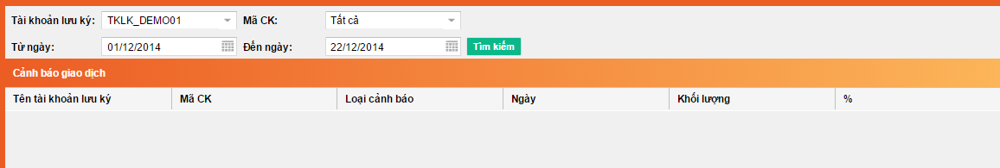 Tài khoản lưu ký: TKLK_DEMO01 Mã CK: Tất cả
Từ ngày: 01/12/2014 Đến ngày: 22/12/2014 Tìm kiếm
Cảnh báo giao dịch
Tên tài khoản lưu ký Mã CK Loại cảnh báo Ngày Khối lượng %